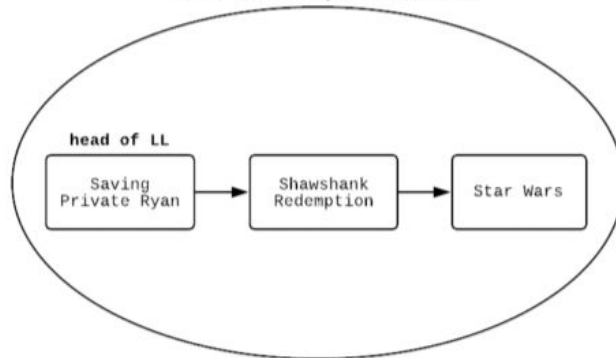 head of LL
Saving
Private Ryan
Shawshank
Redemption
Star Wars